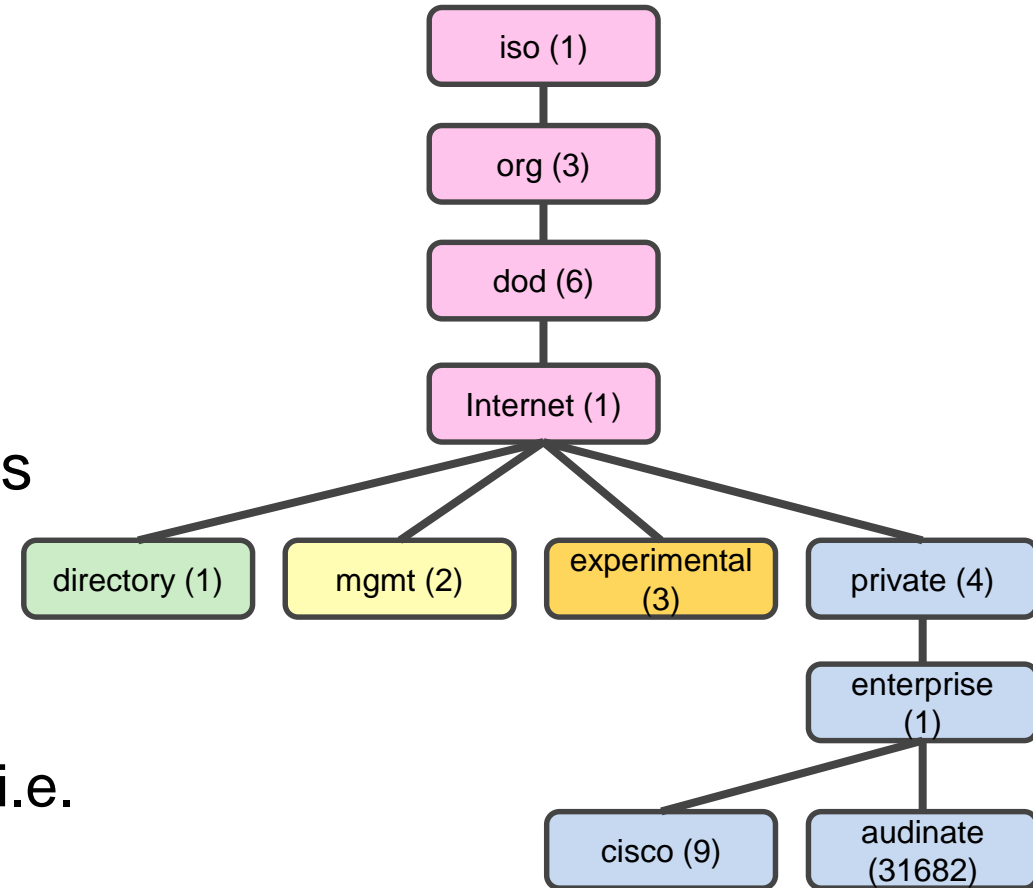 iso (1)
org (3)
dod (6)
Internet (1)
s
directory (1)
mgmt (2)
experimental
(3)
private (4)
enterprise
(1)
i.e.
cisco (9)
audinate
(31682)